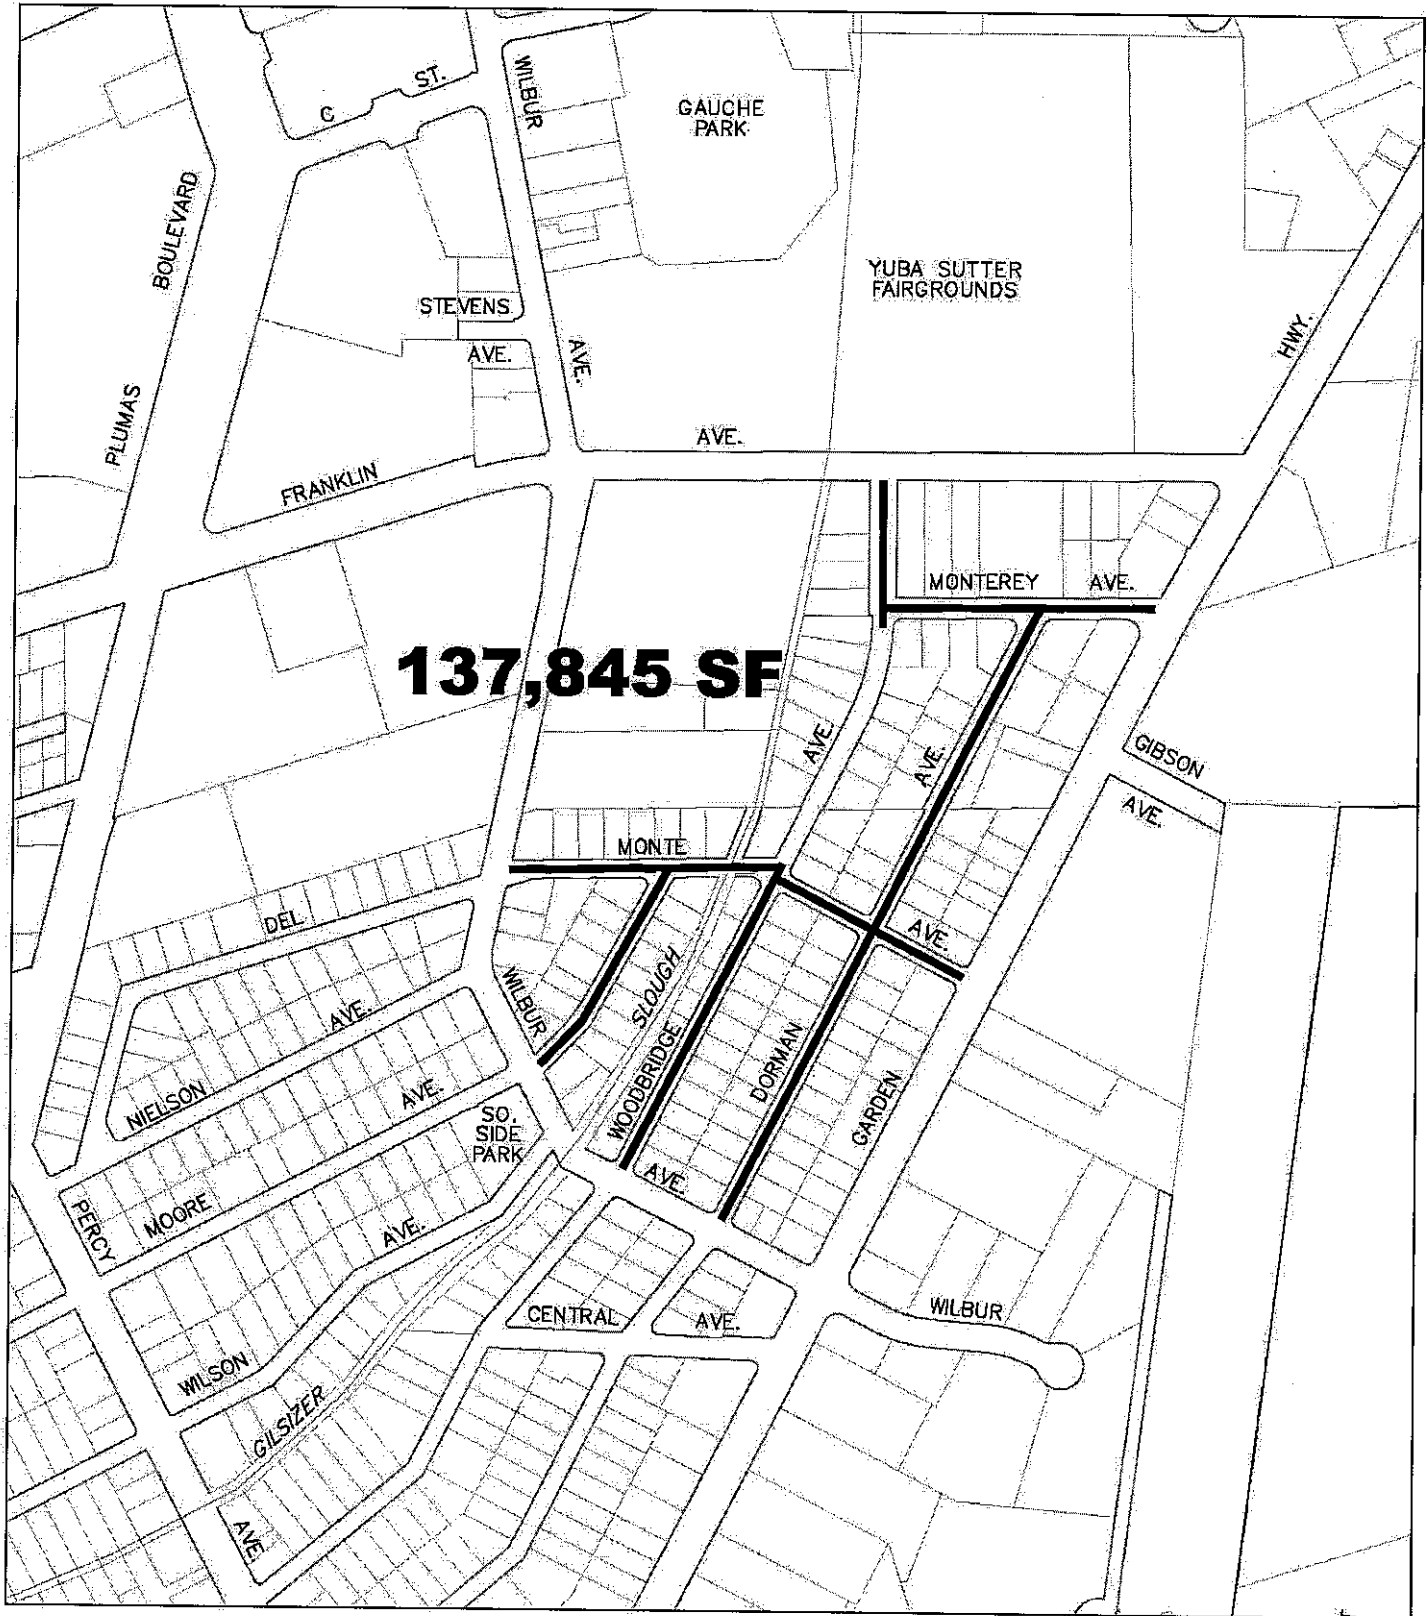 C ST.
WILBUR
GAUCHE
PARK
BOULEVARD
YUBA SUTTER
FAIRGROUNDS
STEVENS
AVE.
AVE.
HWY.
PLUMAS
AVE.
FRANKLIN
MONTEREY AVE.
137,845 SF
AVE.
AVE.
GIBSON
AVE.
MONTE
DEL
AVE.
WILBUR
SLOUGH
AVE.
NIELSON
AVE.
WOODBRIDGE
DORMAN
GARDEN
SO.
SIDE
PARK
AVE.
PERCY
MOORE
AVE.
CENTRAL AVE.
WILBUR
WILSON
GILSIZER
AVE.